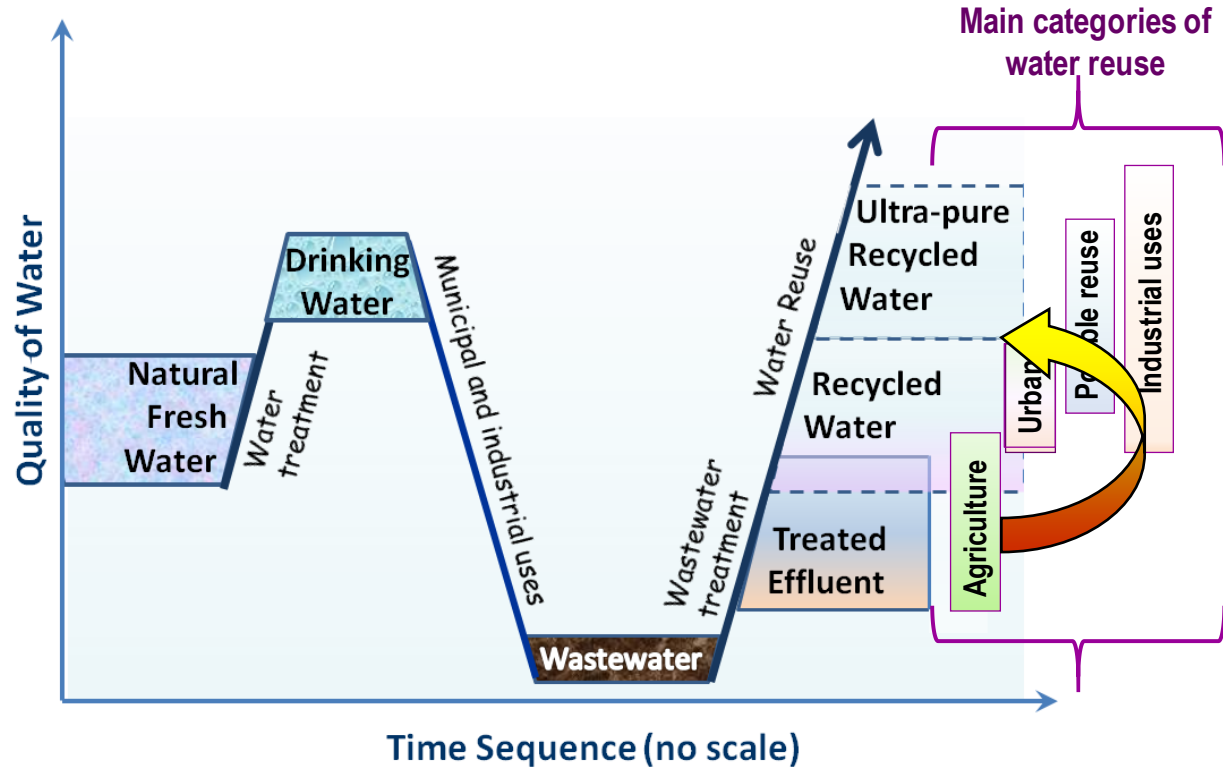 Main categories of
water reuse
Quality of Water
Natural
Fresh
Water
Water
treatment
Drinking
Water
Municipal and industrial uses
Wastewater
Wastewater
treatment
Water Reuse
Ultra-pure
Recycled
Water
Recycled
Water
Treated
Effluent
Agriculture
Urban
reuse
Industrial uses
Time Sequence (no scale)